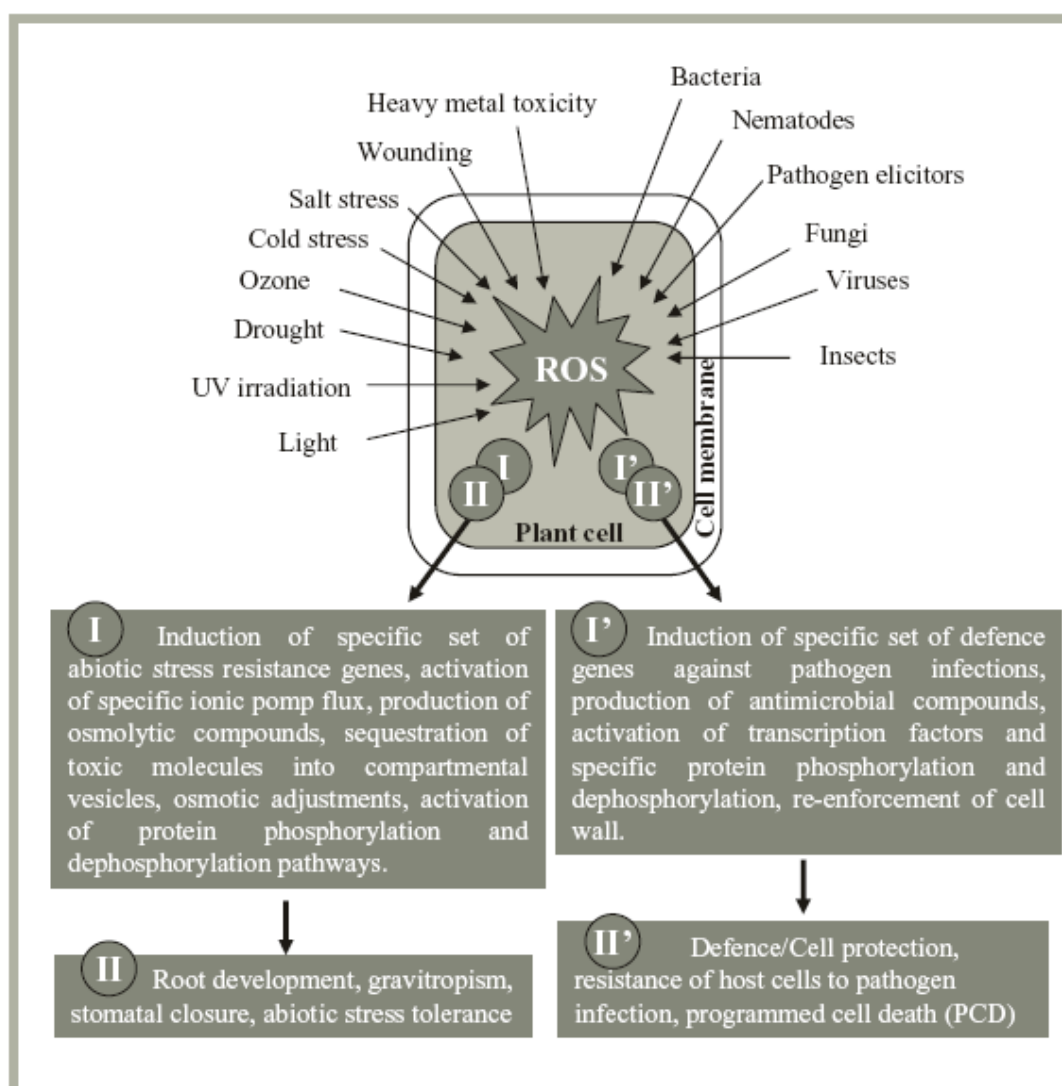 Bacteria
Heavy metal toxicity
Nematodes
Wounding
Pathogen elicitors
Salt stress
Cold stress
Fungi
Ozone
Viruses
Drought
Insects
ROS
UV irradiation
Light
Cell membrane
I
I’
II
II’
Plant cell
I Induction of specific set of
abiotic stress resistance genes, activation
of specific ionic pomp flux, production of
osmolytic compounds, sequestration of
toxic molecules into compartmental
vesicles, osmotic adjustments, activation
of protein phosphorylation and
dephosphorylation pathways.
I’ Induction of specific set of defence
genes against pathogen infections,
production of antimicrobial compounds,
activation of transcription factors and
specific protein phosphorylation and
dephosphorylation, re-enforcement of cell
wall.
II Root development, gravitropism,
stomatal closure, abiotic stress tolerance
II’ Defence/Cell protection,
resistance of host cells to pathogen
infection, programmed cell death (PCD)